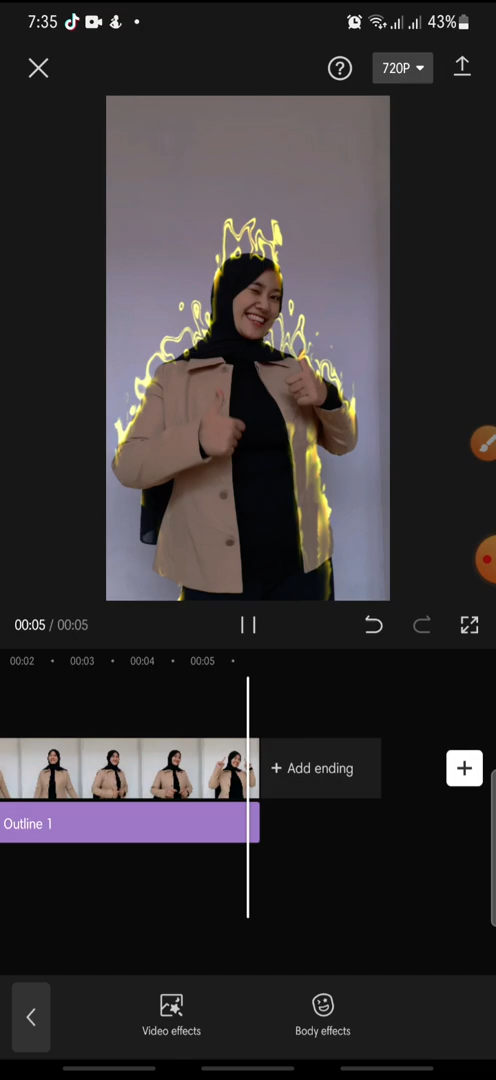 7:35
43%
720P
00:05 / 00:05
00:02
00:03
00:04
00:05
+ Add ending
Outline 1
Video effects
Body effects